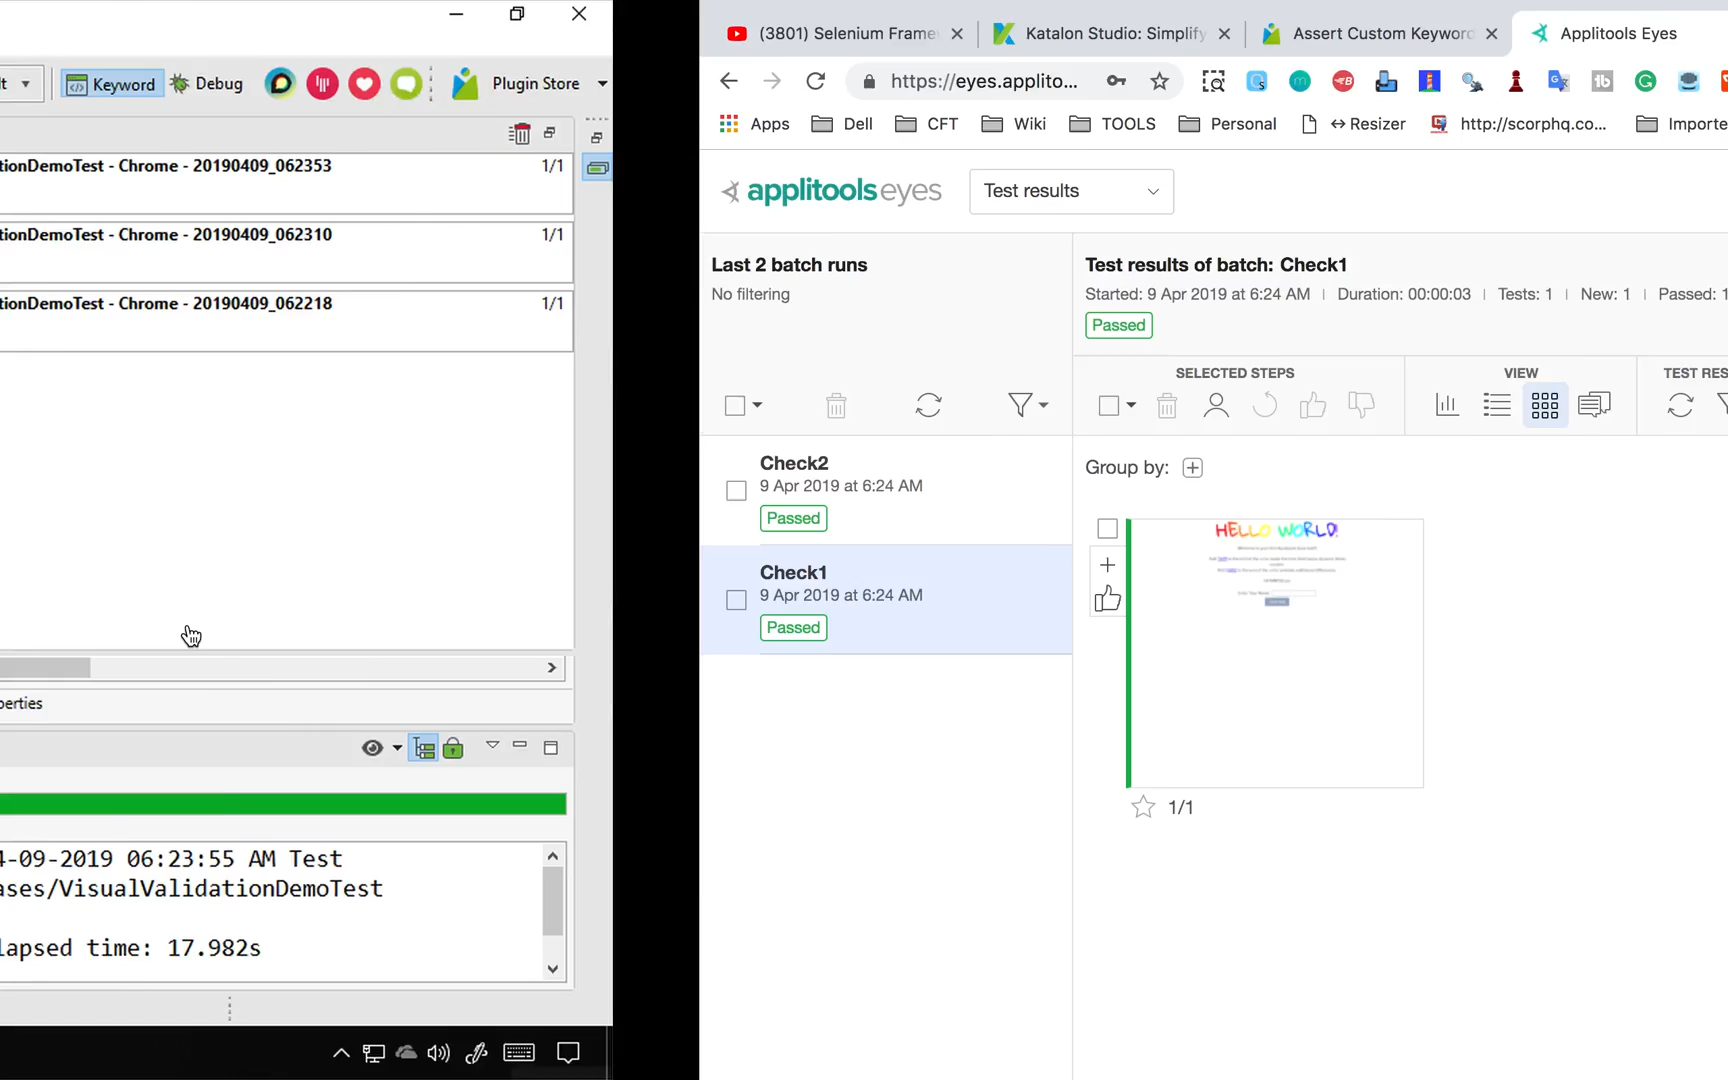 lt
Keyword
Debug
Plugin Store
tionDemoTest - Chrome - 20190409_062353
1/1
tionDemoTest - Chrome - 20190409_062310
1/1
tionDemoTest - Chrome - 20190409_062218
1/1
perties
4-09-2019 06:23:55 AM Test
ases/VisualValidationDemoTest
lapsed time: 17.982s
(3801) Selenium Frame
Katalon Studio: Simplify
Assert Custom Keyword
Applitools Eyes
https://eyes.applito...
Apps
Dell
CFT
Wiki
TOOLS
Personal
↔Resizer
http://scorphq.co...
Importe
applitools eyes
Test results
Last 2 batch runs
No filtering
Test results of batch: Check1
Started: 9 Apr 2019 at 6:24 AM | Duration: 00:00:03 | Tests: 1 | New: 1 | Passed: 1
Passed
SELECTED STEPS
VIEW
TEST RES
Check2
9 Apr 2019 at 6:24 AM
Passed
Check1
9 Apr 2019 at 6:24 AM
Passed
Group by:
HELLO WORLD!
1/1